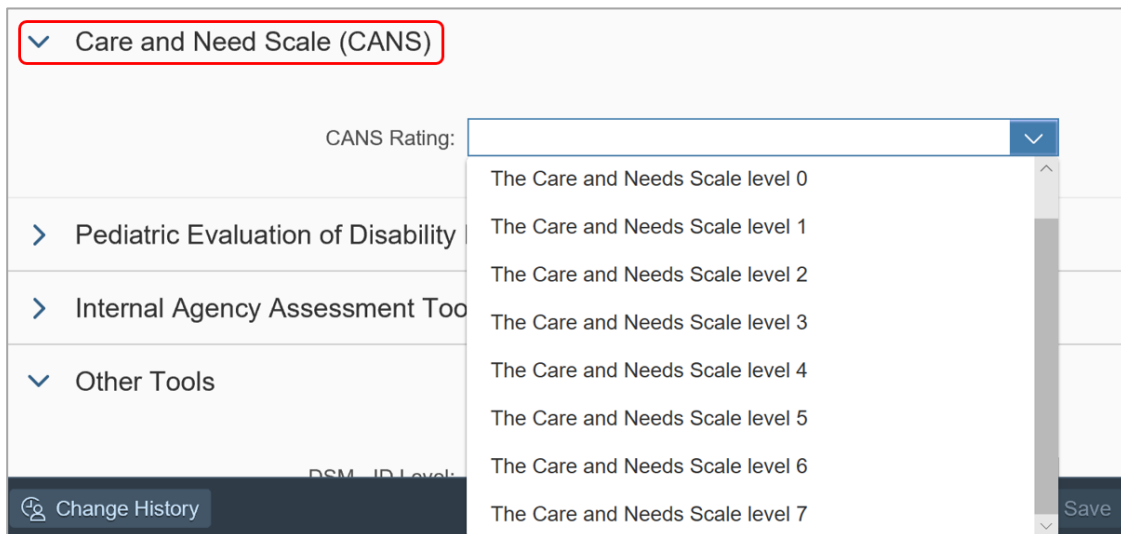 Care and Need Scale (CANS)
CANS Rating:
The Care and Needs Scale level 0
The Care and Needs Scale level 1
The Care and Needs Scale level 2
The Care and Needs Scale level 3
The Care and Needs Scale level 4
The Care and Needs Scale level 5
The Care and Needs Scale level 6
The Care and Needs Scale level 7
Pediatric Evaluation of Disability
Internal Agency Assessment Too
Other Tools
DSM - ID Level:
Change History
Save